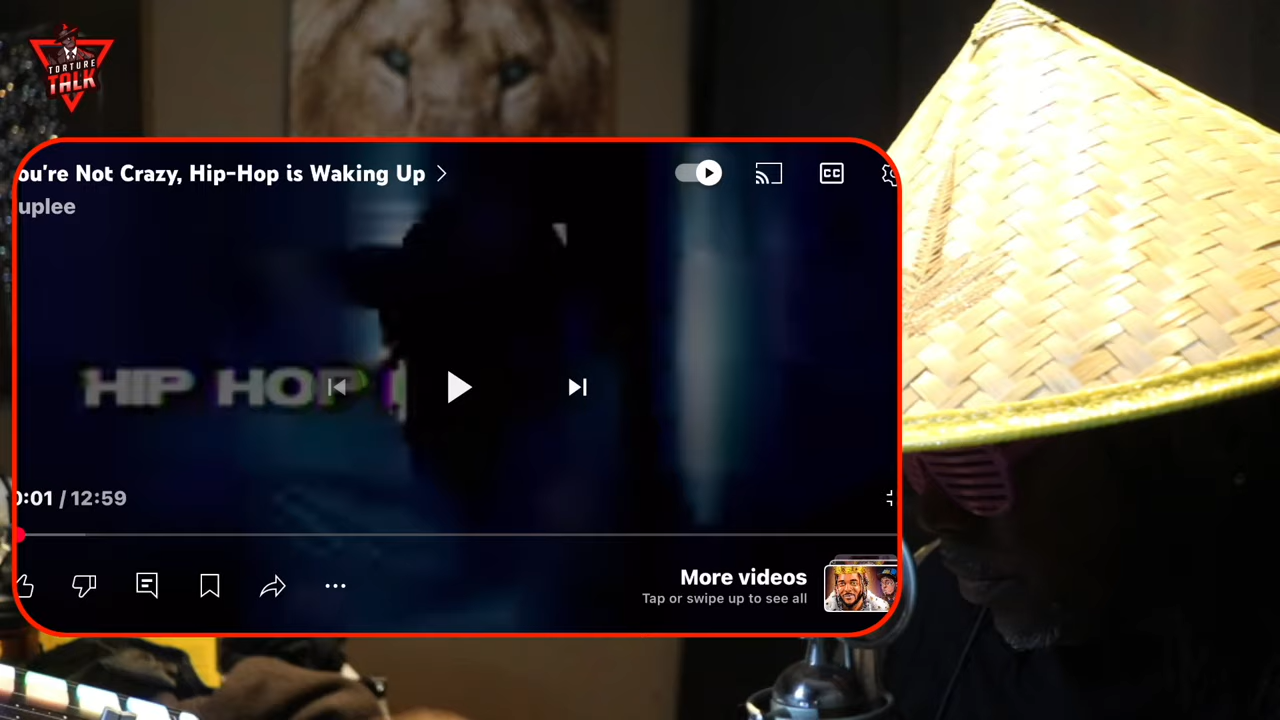 TORTURE
TALK
ou're Not Crazy, Hip-Hop is Waking Up
uplee
CC
HIP HOP
0:01 / 12:59
More videos
Tap or swipe up to see all